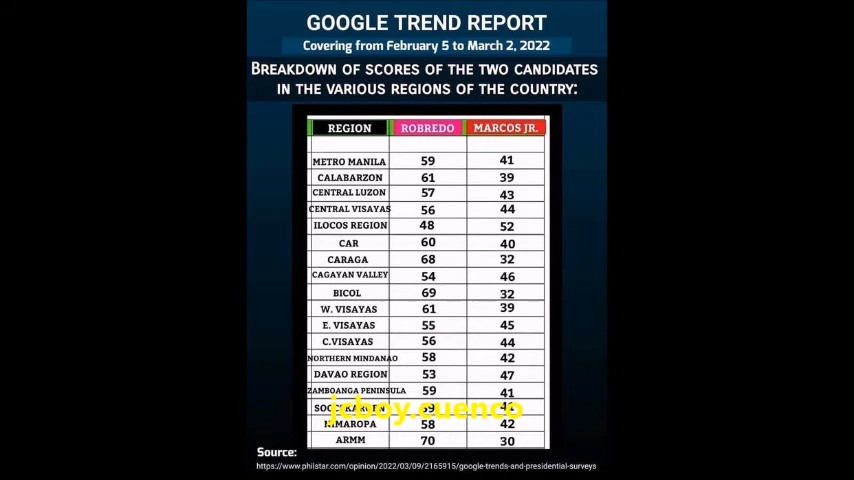 GOOGLE TREND REPORT
Covering from February 5 to March 2, 2022
BREAKDOWN OF SCORES OF THE TWO CANDIDATES
IN THE VARIOUS REGIONS OF THE COUNTRY:
REGION ROBREDO MARCOS JR.
METRO MANILA 59 41
CALABARZON 61 39
CENTRAL LUZON 57 43
CENTRAL VISAYAS 56 44
ILOCOS REGION 48 52
CAR 60 40
CARAGA 68 32
CAGAYAN VALLEY 54 46
BICOL 69 32
W. VISAYAS 61 39
E. VISAYAS 55 45
C.VISAYAS 56 44
NORTHERN MINDANAO 58 42
DAVAO REGION 53 47
ZAMBOANGA PENINSULA 59 41
jcboy.cuenco
59 41
58 42
ARMM 70 30
Source:
https://www.philstar.com/opinion/2022/03/09/2165915/google-trends-and-presidential-surveys